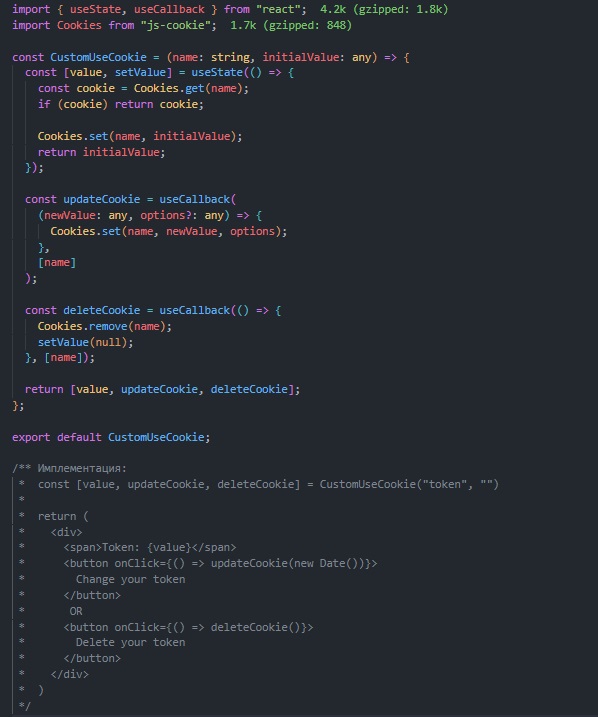 import { useState, useCallback } from "react";  4.2k (gzipped: 1.8k)
import Cookies from "js-cookie";  1.7k (gzipped: 848)

const CustomUseCookie = (name: string, initialValue: any) => {
  const [value, setValue] = useState(() => {
    const cookie = Cookies.get(name);
    if (cookie) return cookie;

    Cookies.set(name, initialValue);
    return initialValue;
  });

  const updateCookie = useCallback(
    (newValue: any, options?: any) => {
      Cookies.set(name, newValue, options);
    },
    [name]
  );

  const deleteCookie = useCallback(() => {
    Cookies.remove(name);
    setValue(null);
  }, [name]);

  return [value, updateCookie, deleteCookie];
};

export default CustomUseCookie;

/** Имплементация:
 *  const [value, updateCookie, deleteCookie] = CustomUseCookie("token", "")
 *
 *  return (
 *    <div>
 *      <span>Token: {value}</span>
 *      <button onClick={() => updateCookie(new Date())}>
 *        Change your token
 *      </button>
 *       OR
 *      <button onClick={() => deleteCookie()}>
 *        Delete your token
 *      </button>
 *    </div>
 *  )
 */